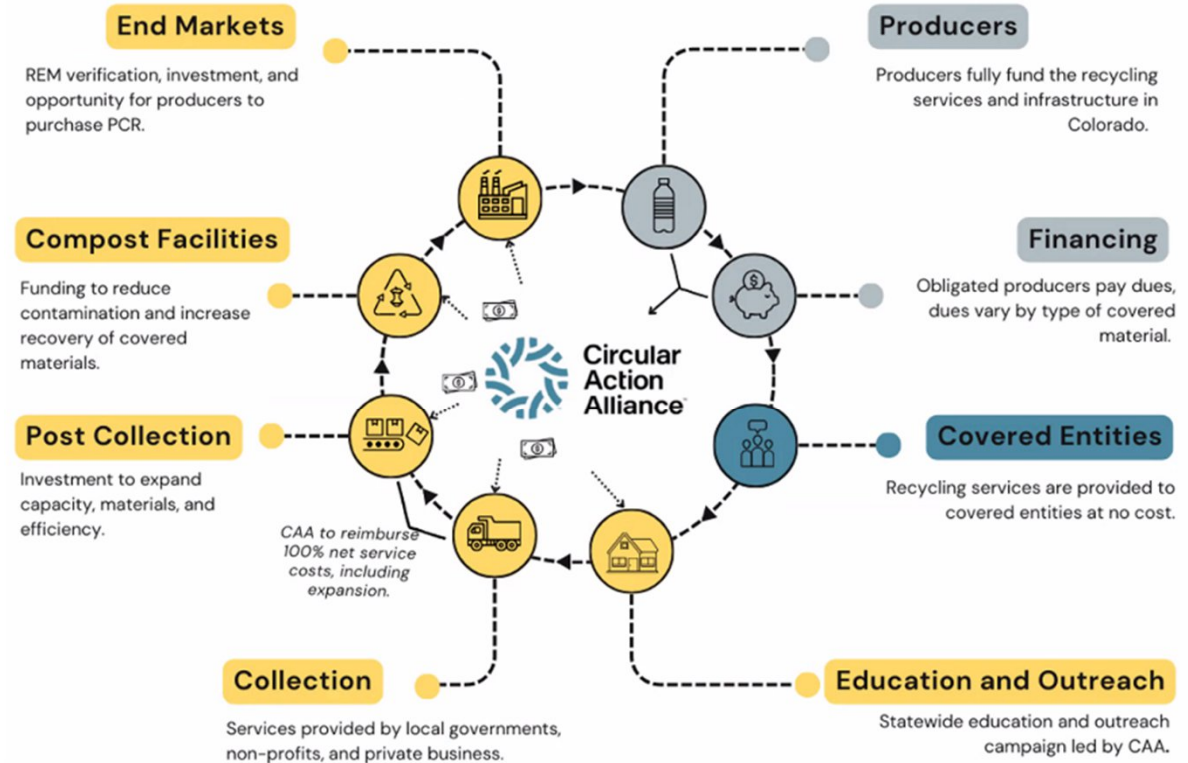 End Markets
REM verification, investment, and
opportunity for producers to
purchase PCR.
Producers
Producers fully fund the recycling
services and infrastructure in
Colorado.
Compost Facilities
Funding to reduce
contamination and increase
recovery of covered
materials.
Financing
Obligated producers pay dues,
dues vary by type of covered
material.
Circular
Action
Alliance
Post Collection
Investment to expand
capacity, materials, and
efficiency.
Covered Entities
Recycling services are provided to
covered entities at no cost.
CAA to reimburse
100% net service
costs, including
expansion.
Collection
Services provided by local governments,
non-profits, and private business.
Education and Outreach
Statewide education and outreach
campaign led by CAA.